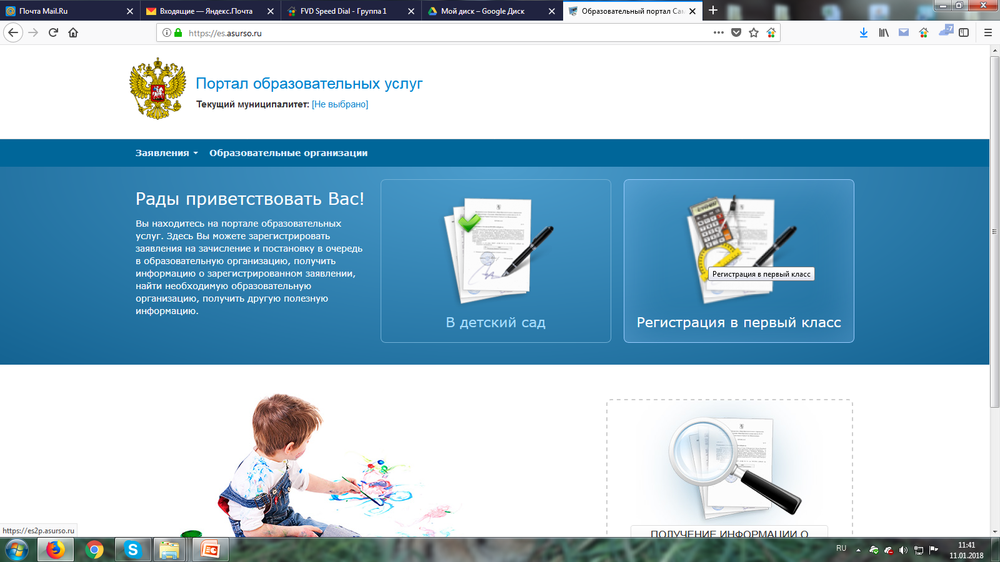 Почта Mail.Ru
Входящие — Яндекс.Почта
FVD Speed Dial - Группа 1
Мой диск – Google Диск
Образовательный портал Сам
https://es.asurso.ru
-7
Портал образовательных услуг
Текущий муниципалитет: [Не выбрано]
Заявления
Образовательные организации
Рады приветствовать Вас!
Вы находитесь на портале образовательных
услуг. Здесь Вы можете зарегистрировать
заявления на зачисление и постановку в очередь
в образовательную организацию, получить
информацию о зарегистрированном заявлении,
найти необходимую образовательную
организацию, получить другую полезную
информацию.
В детский сад
Регистрация в первый класс
Регистрация в первый класс
ПОЛУЧЕНИЕ ИНФОРМАЦИИ О
https://es2p.asurso.ru
RU
11:41
11.01.2018